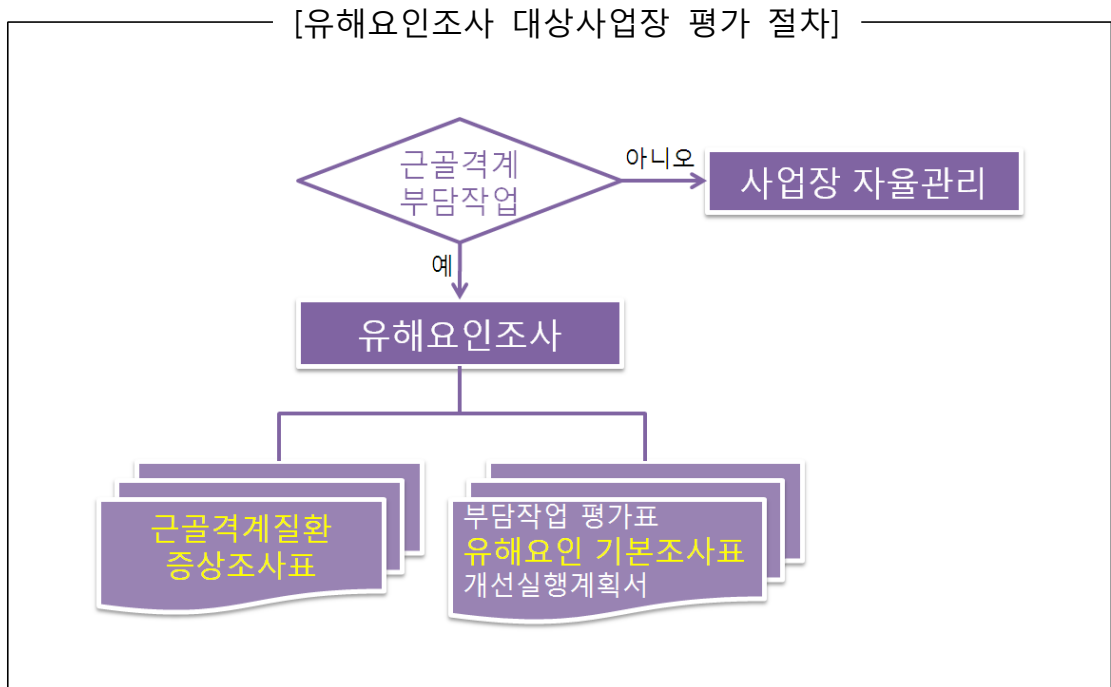 [유해요인조사 대상사업장 평가 절차]
근골격계
부담작업
아니오
사업장 자율관리
예
유해요인조사
근골격계질환
증상조사표
부담작업 평가표
유해요인 기본조사표
개선실행계획서